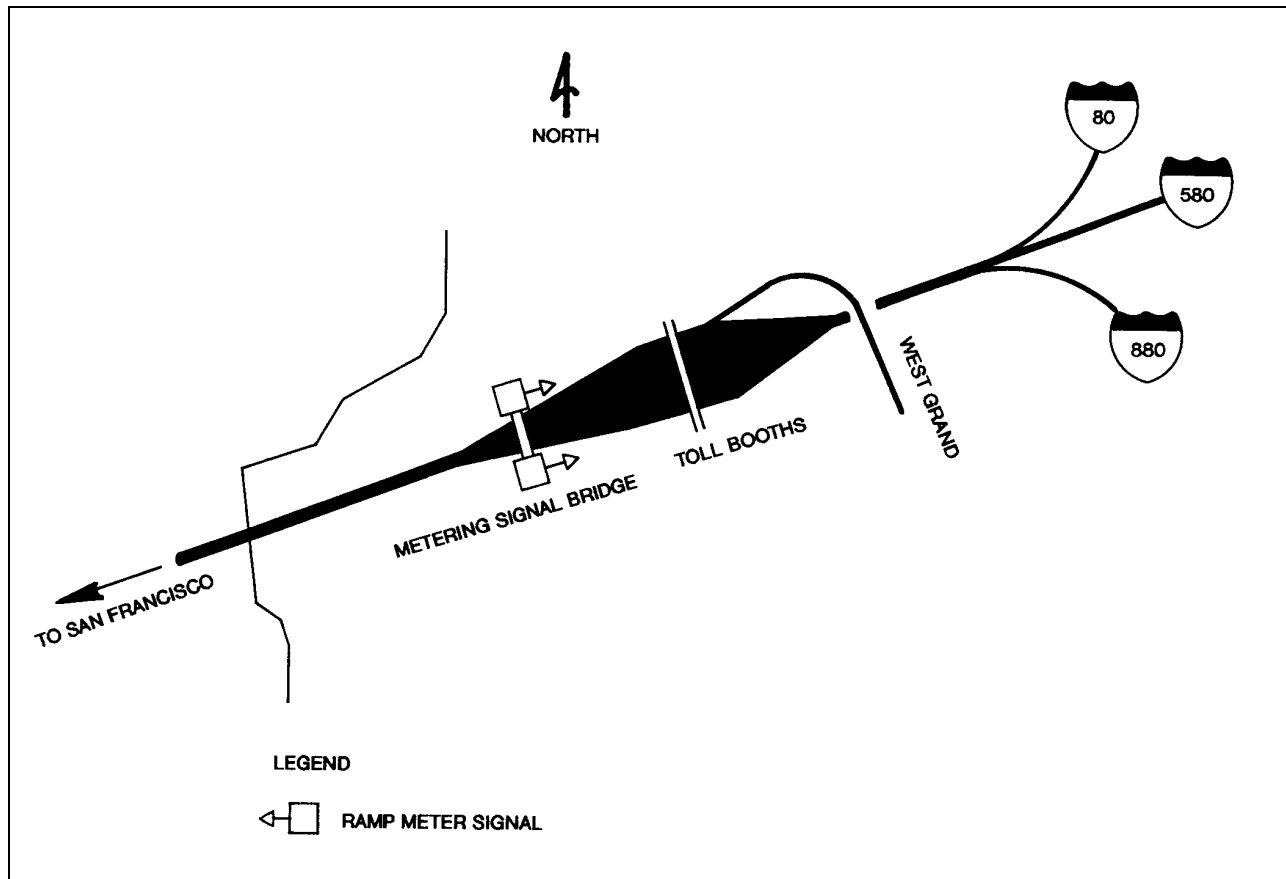 NORTH
80
580
880
WEST GRAND
TOLL BOOTHS
METERING SIGNAL BRIDGE
TO SAN FRANCISCO
LEGEND
RAMP METER SIGNAL